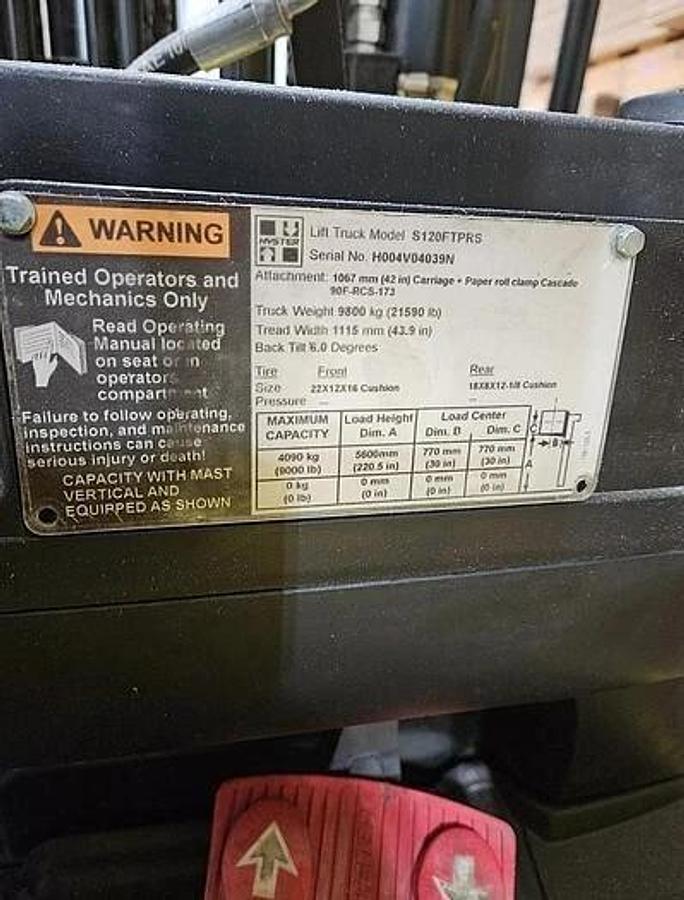 WARNING
Trained Operators and
Mechanics Only
Read Operating
Manual located
on seat or in
operators
compartment
Failure to follow operating,
inspection, and maintenance
instructions can cause
serious injury or death!
CAPACITY WITH MAST
VERTICAL AND
EQUIPPED AS SHOWN
HYSTER
Lift Truck Model S120FTPRS
Serial No. H004V04039N
Attachment: 1067 mm (42 in) Carriage + Paper roll clamp Cascade
90F-RCS-173
Truck Weight 9800 kg (21590 lb)
Tread Width 1115 mm (43.9 in)
Back Tilt 6.0 Degrees
Tire Front Rear
Size 22X12X16 Cushion 18X8X12-1/8 Cushion
Pressure -- --
MAXIMUM CAPACITY Load Height Dim. A Load Center Dim. B Dim. C
4090 kg (9000 lb) 5600mm (220.5 in) 770 mm (30 in) 770 mm (30 in)
0 kg (0 lb) 0 mm (0 in) 0 mm (0 in) 0 mm (0 in)
C
B
A